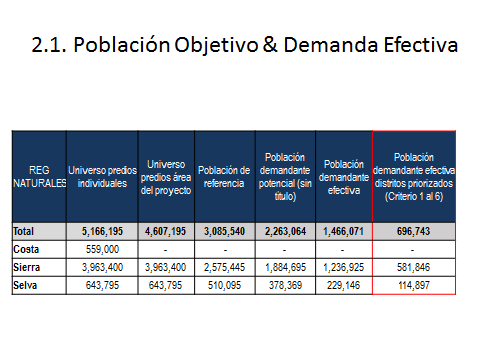 2.1. Población Objetivo & Demanda Efectiva
REG NATURALES | Universo predios individuales | Universo predios área del proyecto | Población de referencia | Población demandante potencial (sin título) | Población demandante efectiva | Población demandante efectiva distritos priorizados (Criterio 1 al 6)
Total | 5,166,195 | 4,607,195 | 3,085,540 | 2,263,064 | 1,466,071 | 696,743
Costa | 559,000 | - | - | - | - | -
Sierra | 3,963,400 | 3,963,400 | 2,575,445 | 1,884,695 | 1,236,925 | 581,846
Selva | 643,795 | 643,795 | 510,095 | 378,369 | 229,146 | 114,897